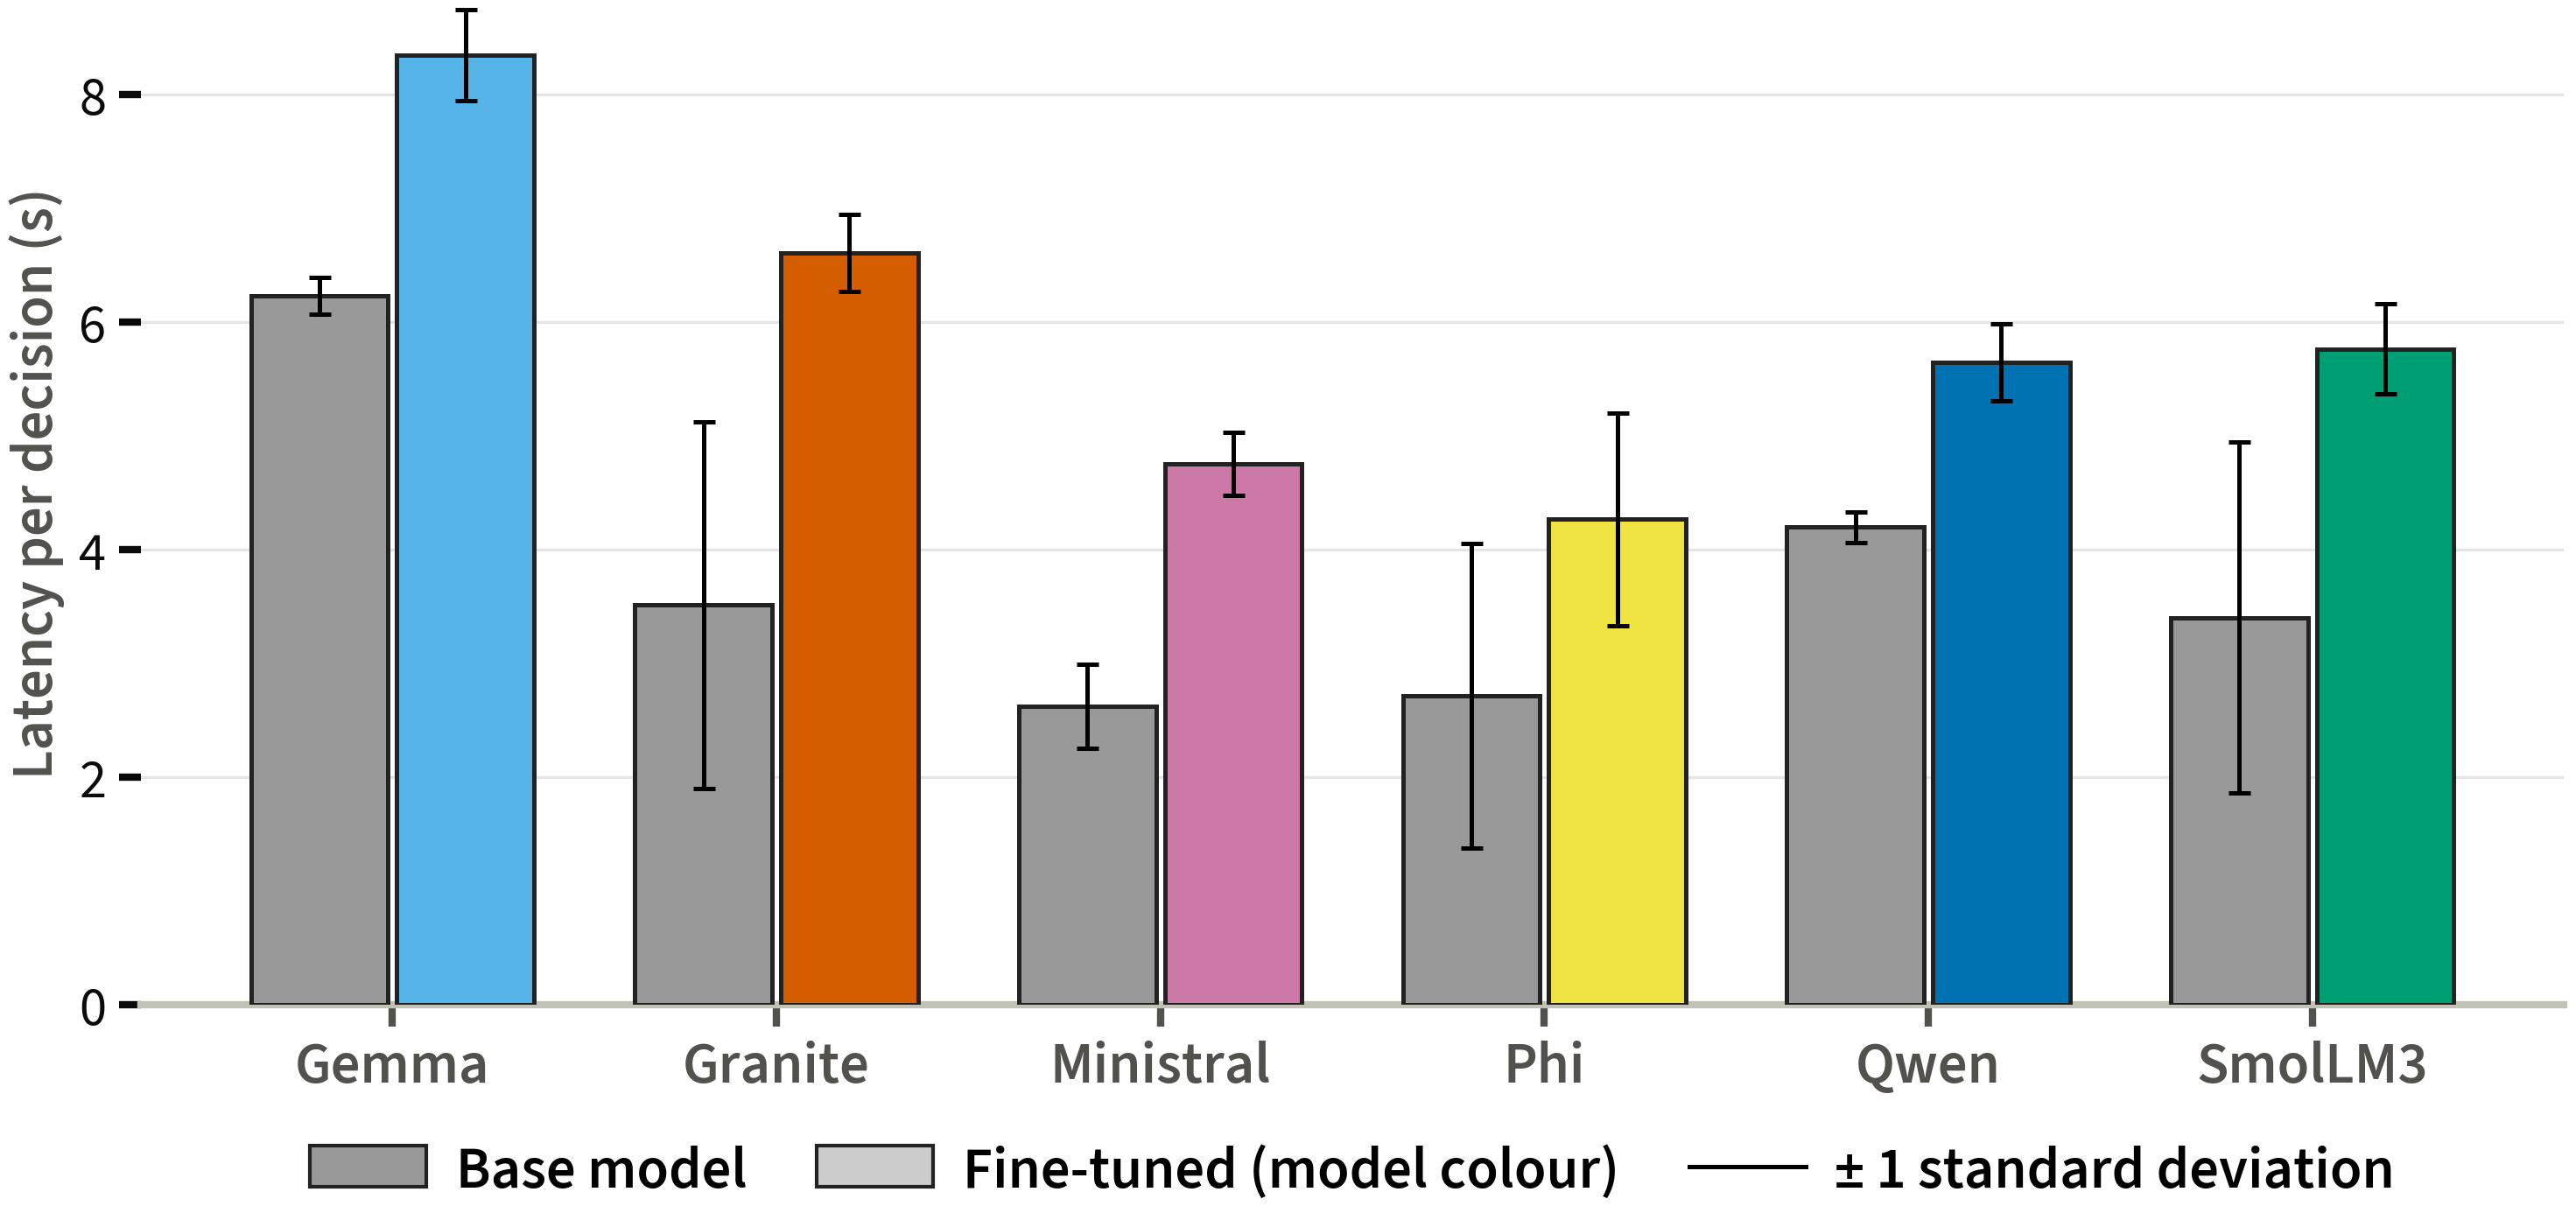 Latency per decision (s)
8
6
4
2
0
Gemma Granite Ministral Phi Qwen SmolLM3
Base model Fine-tuned (model colour) ± 1 standard deviation